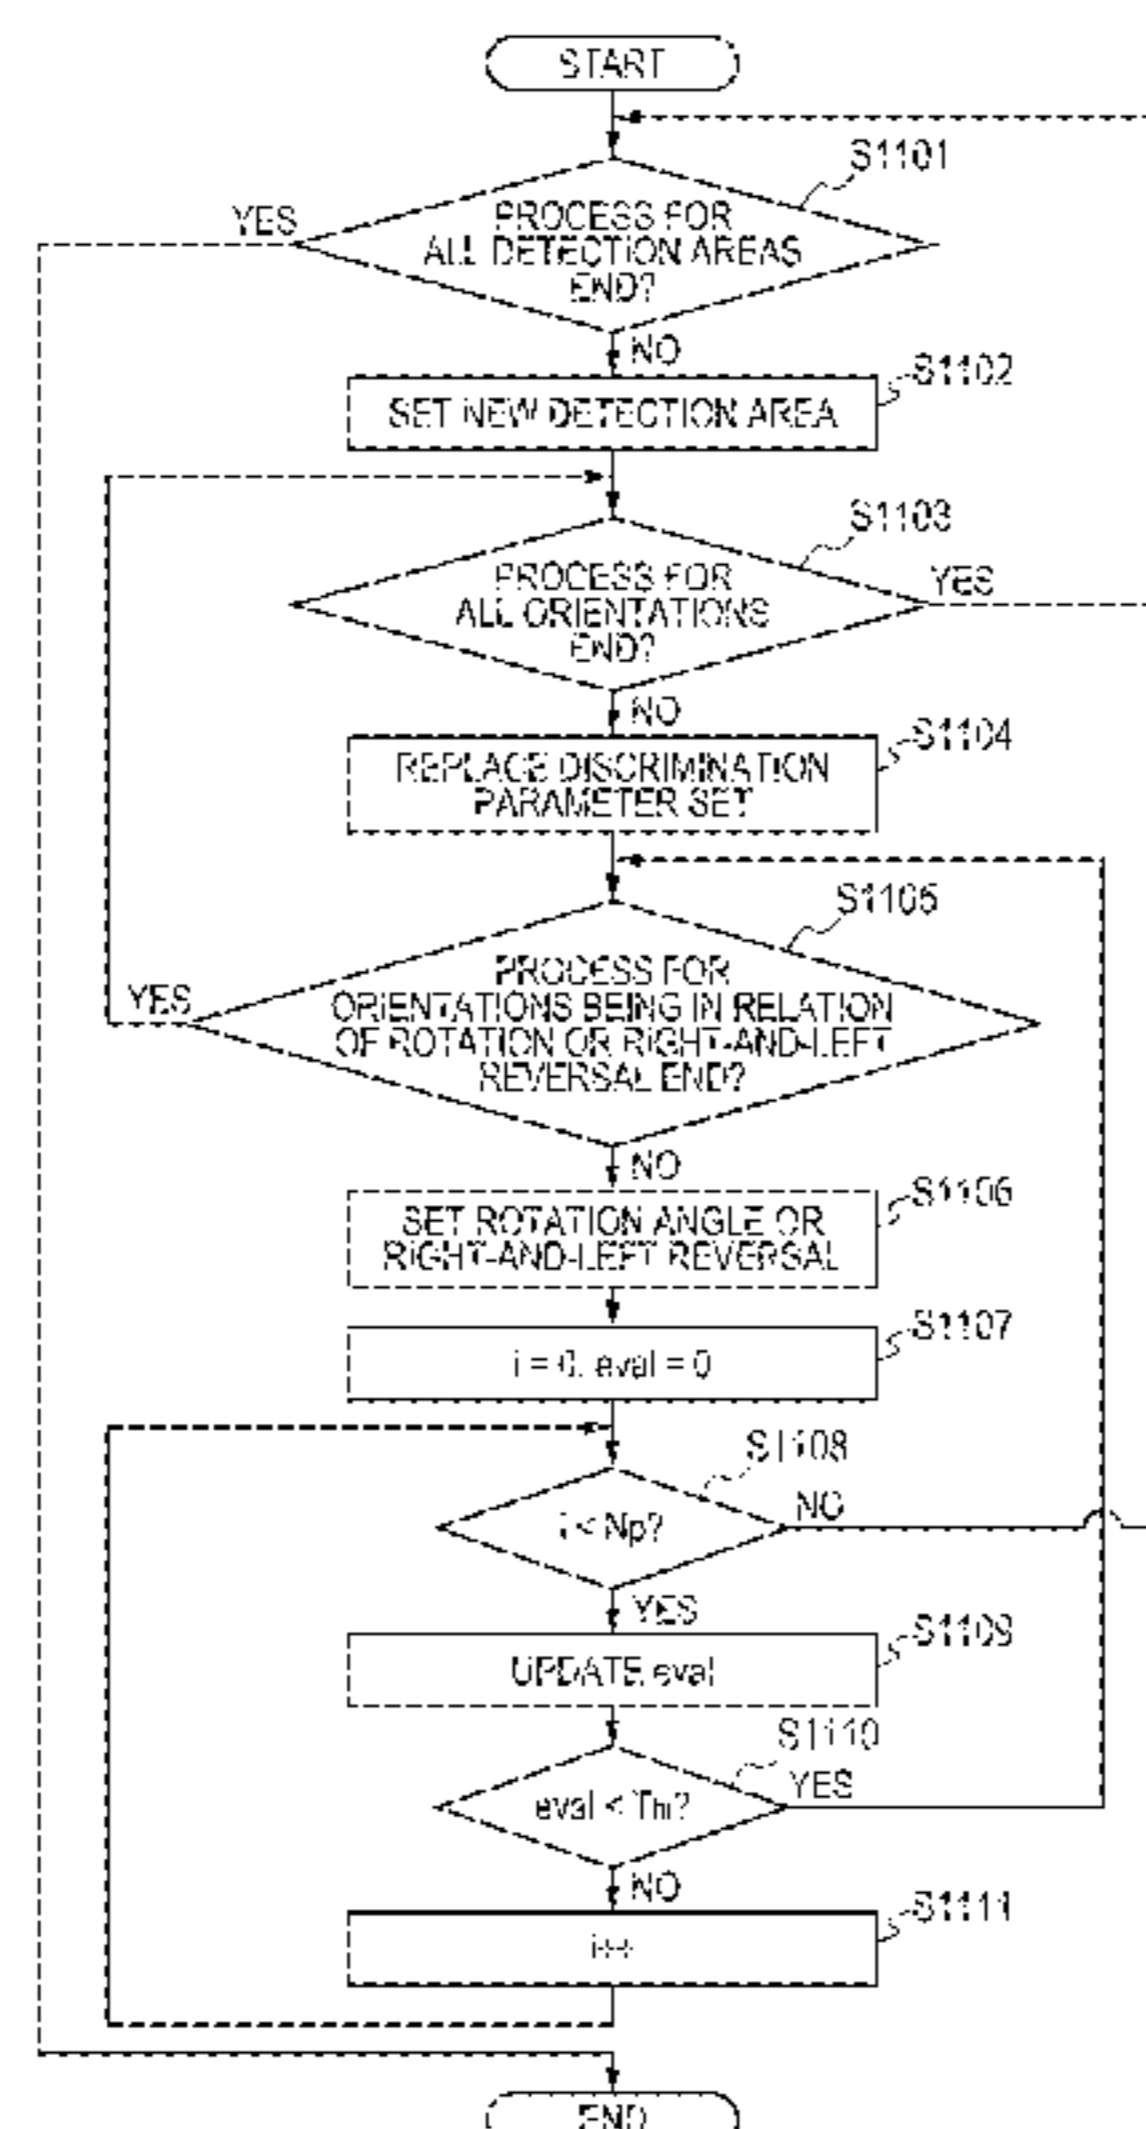 START
S1101
YES
PROCESS FOR
ALL DETECTION AREAS
END?
NO
S1102
SET NEW DETECTION AREA
S1103
PROCESS FOR
ALL ORIENTATIONS
END?
YES
NO
S1104
REPLACE DISCRIMINATION
PARAMETER SET
S1105
YES
PROCESS FOR
ORIENTATIONS BEING IN RELATION
OF ROTATION OR RIGHT-AND-LEFT
REVERSAL END?
NO
S1106
SET ROTATION ANGLE OR
RIGHT-AND-LEFT REVERSAL
S1107
i = 0, eval = 0
S1108
i < Np?
NO
YES
S1109
UPDATE eval
S1110
eval < Thi?
YES
NO
S1111
i++
END